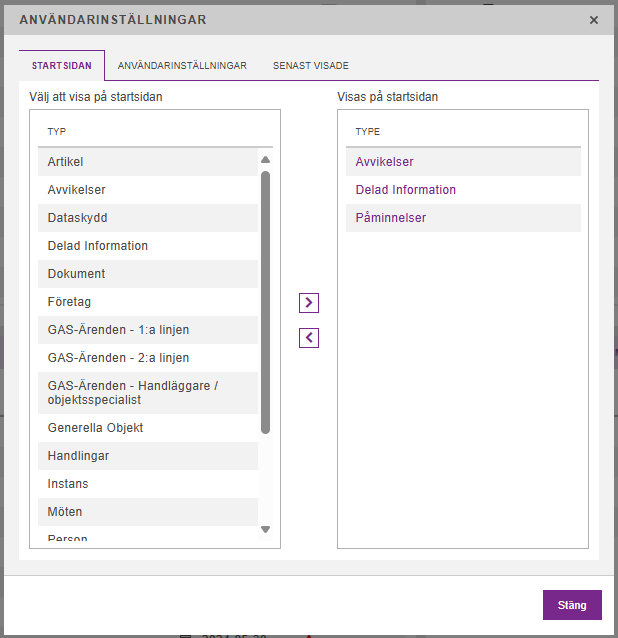 ANVÄNDARINSTÄLLNINGAR
STARTSIDAN
ANVÄNDARINSTÄLLNINGAR
SENAST VISADE
Välj att visa på startsidan
TYP
Artikel
Avvikelser
Dataskydd
Delad Information
Dokument
Företag
GAS-Ärenden - 1:a linjen
GAS-Ärenden - 2:a linjen
GAS-Ärenden - Handläggare /
objektsspecialist
Generella Objekt
Handlingar
Instans
Möten
Person
Visas på startsidan
TYPE
Avvikelser
Delad Information
Påminnelser
Stäng